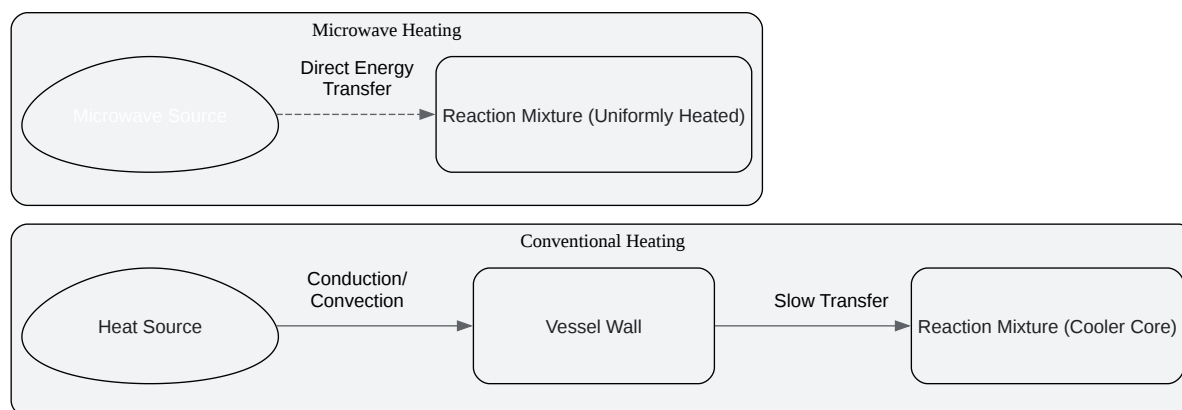 Microwave Heating
Direct Energy
Transfer
Microwave Source
Reaction Mixture (Uniformly Heated)
Conventional Heating
Conduction/
Convection
Slow Transfer
Heat Source
Vessel Wall
Reaction Mixture (Cooler Core)